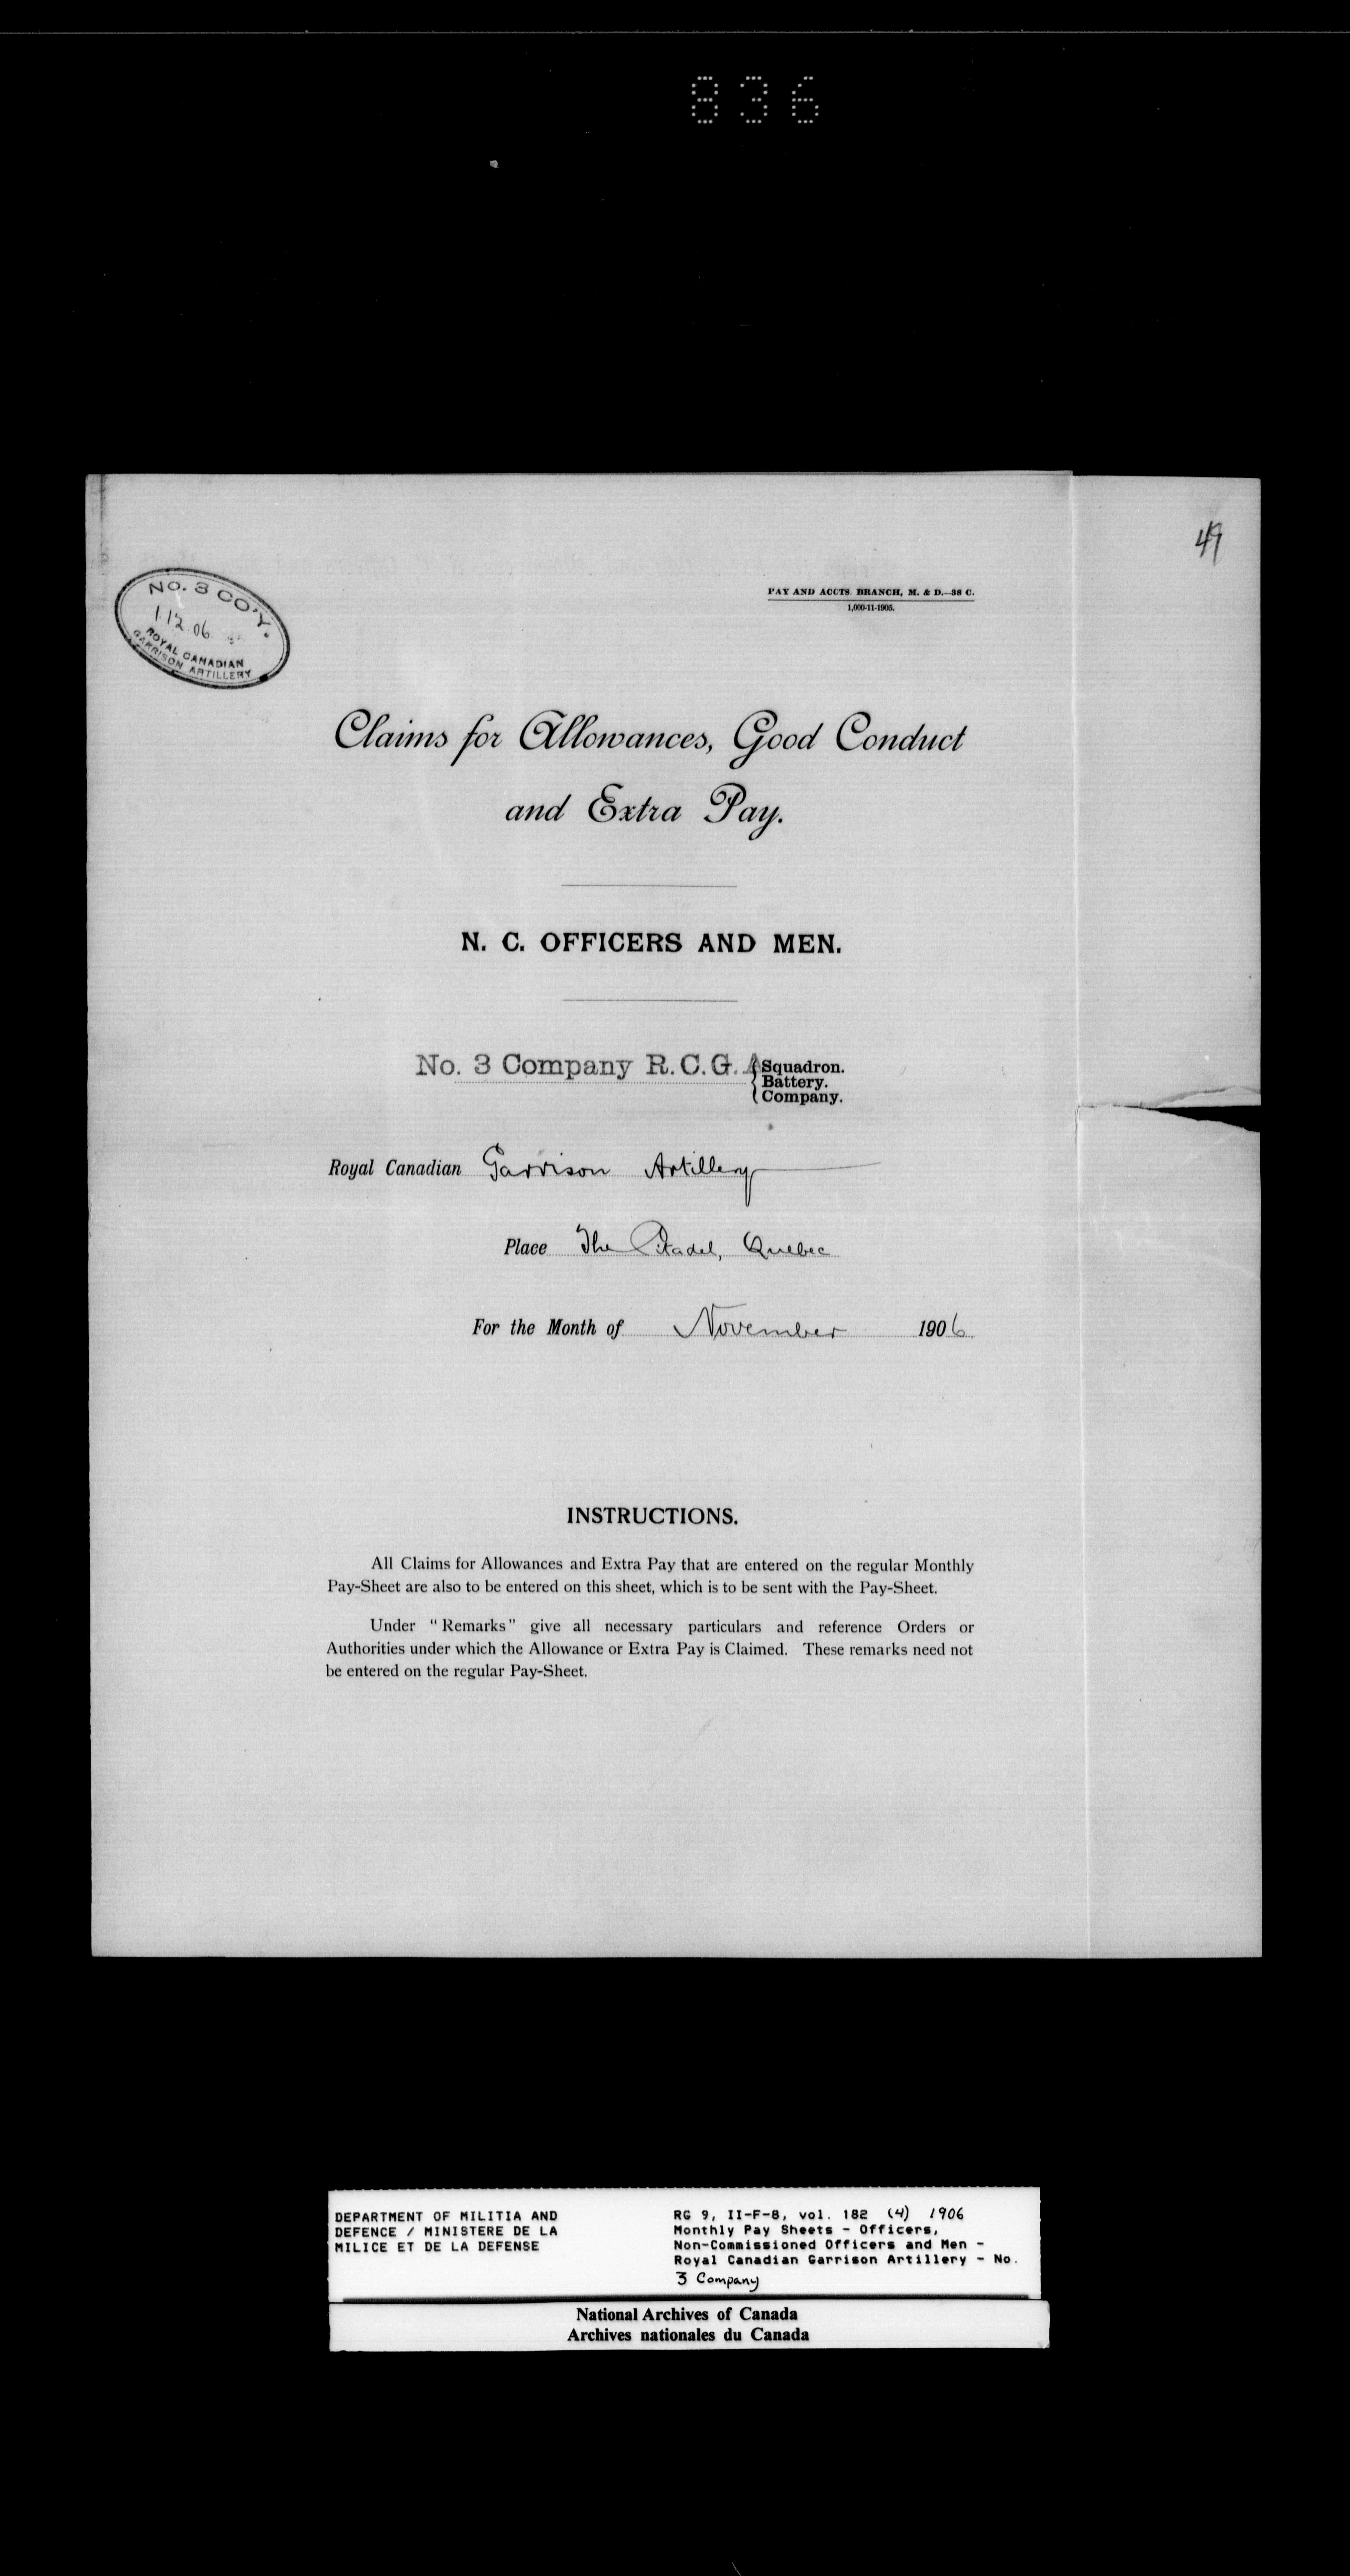 836
49
NO. 3 CO'Y.
1.12.06
ROYAL CANADIAN
GARRISON ARTILLERY
PAY AND ACCTS. BRANCH, M. & D.—38 C.
1,000-11-1905.
Claims for Allowances, Good Conduct
and Extra Pay.
N. C. OFFICERS AND MEN.
No. 3 Company R.C.G.A
Squadron.
Battery.
Company.
Royal Canadian Garrison Artillery
Place The Citadel, Quebec
For the Month of November 1906
INSTRUCTIONS.
All Claims for Allowances and Extra Pay that are entered on the regular Monthly
Pay-Sheet are also to be entered on this sheet, which is to be sent with the Pay-Sheet.
Under "Remarks" give all necessary particulars and reference Orders or
Authorities under which the Allowance or Extra Pay is Claimed. These remarks need not
be entered on the regular Pay-Sheet.
DEPARTMENT OF MILITIA AND
DEFENCE / MINISTERE DE LA
MILICE ET DE LA DEFENSE
RG 9, II-F-8, vol. 182 (4) 1906
Monthly Pay Sheets - Officers,
Non-Commissioned Officers and Men -
Royal Canadian Garrison Artillery - No.
3 Company
National Archives of Canada
Archives nationales du Canada